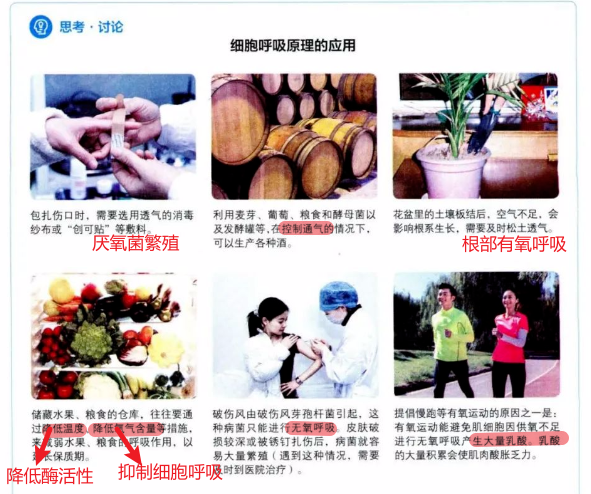 思考·讨论
细胞呼吸原理的应用
包扎伤口时，需要选用透气的消毒
纱布或“创可贴”等敷料。
厌氧菌繁殖
利用麦芽、葡萄、粮食和酵母菌以
及发酵罐等，在控制通气的情况下，
可以生产各种酒。
花盆里的土壤板结后，空气不足，会
影响根系生长，需要及时松土透气。
根部有氧呼吸
储藏水果、粮食的仓库，往往要通
过降低温度、降低氧气含量等措施，
来减弱水果、粮食的呼吸作用，以
延长保质期。
降低酶活性
抑制细胞呼吸
破伤风由破伤风芽孢杆菌引起，这
种病菌只能进行无氧呼吸。皮肤破
损较深或被锈钉扎伤后，病菌就容
易大量繁殖（遇到这种情况，需要
及时到医院治疗）。
提倡慢跑等有氧运动的原因之一是：
有氧运动能避免肌细胞因供氧不足
进行无氧呼吸产生大量乳酸。乳酸
的大量积累会使肌肉酸胀乏力。